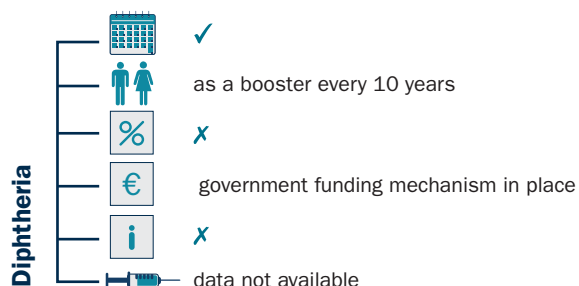 ✓
as a booster every 10 years
%
✗
€
government funding mechanism in place
i
✗
Diphtheria
data not available